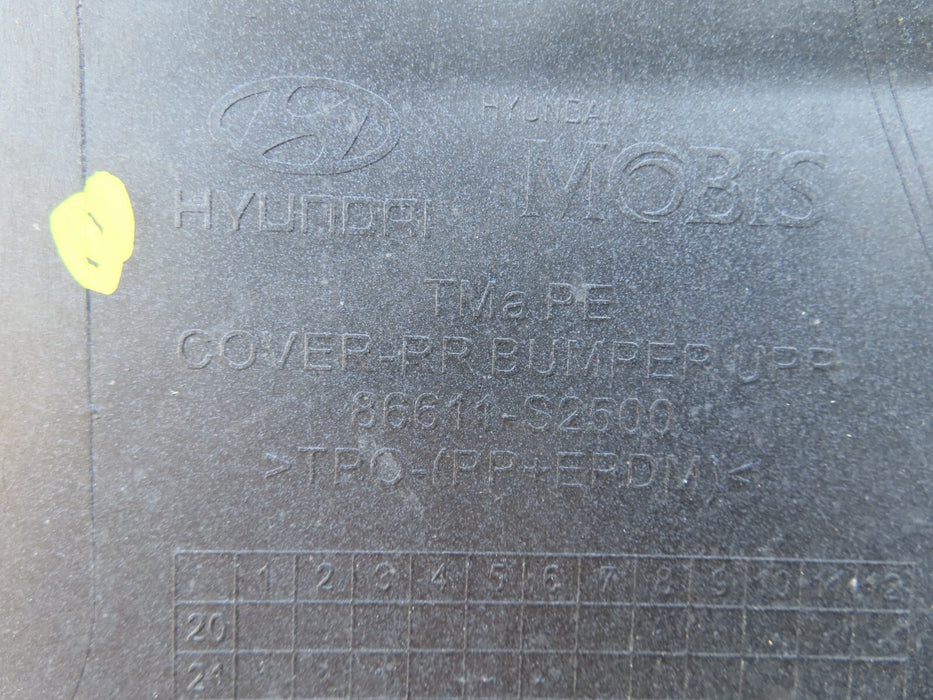 HYUNDAI
HYUNDAI
MOBIS
TMa PE
COVER-RR BUMPER UPR
86611-S2500
>TPO-(PP+EPDM)<
1 2 3 4 5 6 7 8 9 10 11 12
20
21